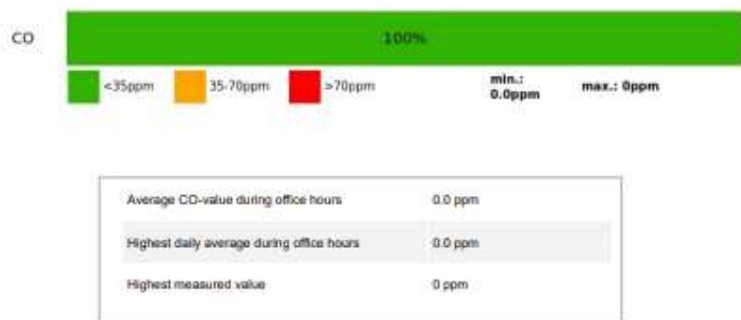 CO 100%
<35ppm 35-70ppm >70ppm min.: 0.0ppm max.: 0ppm
Average CO-value during office hours 0.0 ppm
Highest daily average during office hours 0.0 ppm
Highest measured value 0 ppm